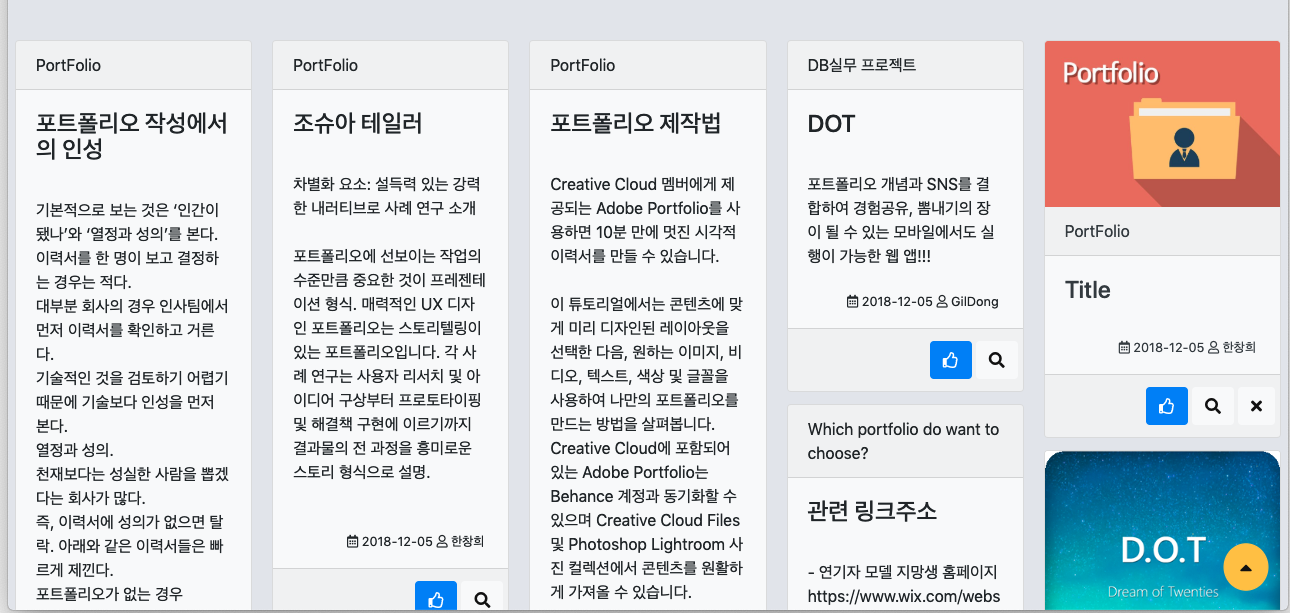 PortFolio
포트폴리오 작성에서
의 인성
기본적으로 보는 것은 ‘인간이
됐나’와 ‘열정과 성의’를 본다.
이력서를 한 명이 보고 결정하
는 경우는 적다.
대부분 회사의 경우 인사팀에서
먼저 이력서를 확인하고 거른
다.
기술적인 것을 검토하기 어렵기
때문에 기술보다 인성을 먼저
본다.
열정과 성의.
천재보다는 성실한 사람을 뽑겠
다는 회사가 많다.
즉, 이력서에 성의가 없으면 탈
락. 아래와 같은 이력서들은 빠
르게 제낀다.
포트폴리오가 없는 경우
PortFolio
조슈아 테일러
차별화 요소: 설득력 있는 강력
한 내러티브로 사례 연구 소개
포트폴리오에 선보이는 작업의
수준만큼 중요한 것이 프레젠테
이션 형식. 매력적인 UX 디자
인 포트폴리오는 스토리텔링이
있는 포트폴리오입니다. 각 사
례 연구는 사용자 리서치 및 아
이디어 구상부터 프로토타이핑
및 해결책 구현에 이르기까지
결과물의 전 과정을 흥미로운
스토리 형식으로 설명.
2018-12-05 한창희
PortFolio
포트폴리오 제작법
Creative Cloud 멤버에게 제
공되는 Adobe Portfolio를 사
용하면 10분 만에 멋진 시각적
이력서를 만들 수 있습니다.
이 튜토리얼에서는 콘텐츠에 맞
게 미리 디자인된 레이아웃을
선택한 다음, 원하는 이미지, 비
디오, 텍스트, 색상 및 글꼴을
사용하여 나만의 포트폴리오를
만드는 방법을 살펴봅니다.
Creative Cloud에 포함되어
있는 Adobe Portfolio는
Behance 계정과 동기화할 수
있으며 Creative Cloud Files
및 Photoshop Lightroom 사
진 컬렉션에서 콘텐츠를 원활하
게 가져올 수 있습니다.
DB실무 프로젝트
DOT
포트폴리오 개념과 SNS를 결
합하여 경험공유, 뽐내기의 장
이 될 수 있는 모바일에서도 실
행이 가능한 웹 앱!!!
2018-12-05 GilDong
Which portfolio do want to
choose?
관련 링크주소
- 연기자 모델 지망생 홈페이지
https://www.wix.com/webs
Portfolio
PortFolio
Title
2018-12-05 한창희
D.O.T
Dream of Twenties